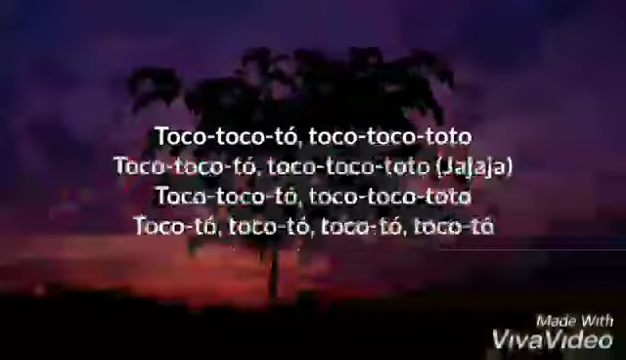 Toco-toco-tó, toco-toco-toto
Toco-toco-tó, toco-toco-toto (Jajaja)
Toco-toco-tó, toco-toco-toto
Toco-tó, toco-tó, toco-tó, toco-tó
Made With
VivaVideo